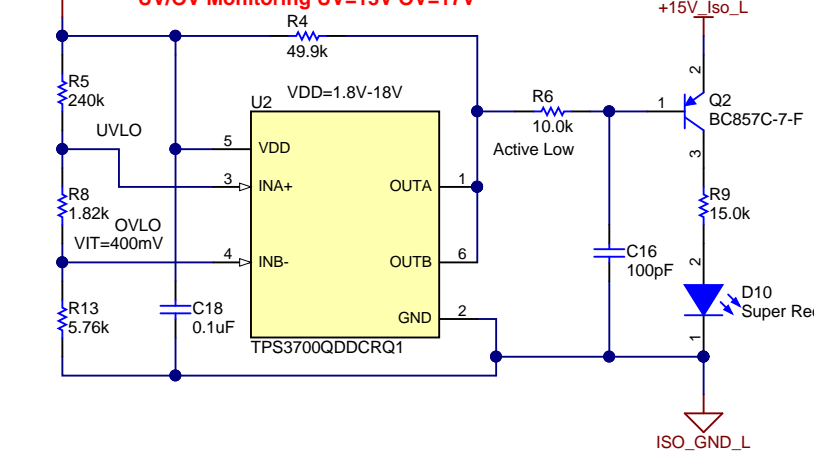 UV/OV Monitoring UV=13V OV=17V
+15V_Iso_L
R4
49.9k
R5
240k
UVLO
R8
1.82k
OVLO
VIT=400mV
R13
5.76k
C18
0.1uF
U2
VDD=1.8V-18V
5
VDD
3
INA+
4
INB-
OUTA
1
OUTB
6
GND
2
TPS3700QDDCRQ1
R6
10.0k
Active Low
C16
100pF
1
2
3
Q2
BC857C-7-F
R9
15.0k
2
D10
Super Red
1
ISO_GND_L